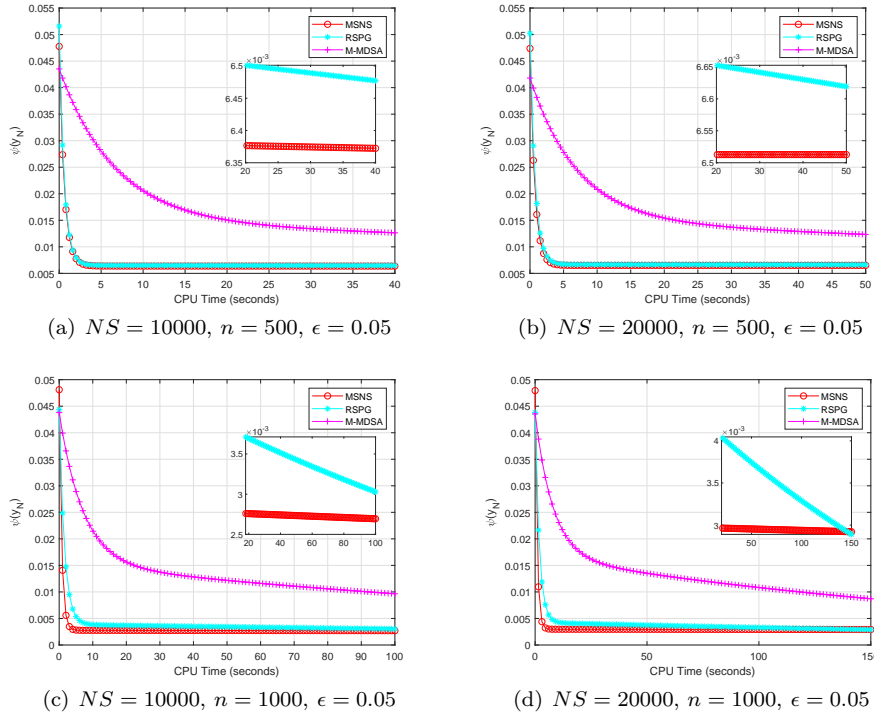 0.055
0.05
0.045
0.04
0.035
0.03
0.025
0.02
0.015
0.01
0.005
ψ(y_N)
0 5 10 15 20 25 30 35 40
CPU Time (seconds)
MSNS
RSPG
M-MDSA
×10^-3
6.5
6.45
6.4
6.35
20 25 30 35 40
(a) NS = 10000, n = 500, ϵ = 0.05
0.055
0.05
0.045
0.04
0.035
0.03
0.025
0.02
0.015
0.01
0.005
ψ(y_N)
0 5 10 15 20 25 30 35 40 45 50
CPU Time (seconds)
MSNS
RSPG
M-MDSA
×10^-3
6.65
6.6
6.55
6.5
20 30 40 50
(b) NS = 20000, n = 500, ϵ = 0.05
0.05
0.045
0.04
0.035
0.03
0.025
0.02
0.015
0.01
0.005
0
ψ(y_N)
0 10 20 30 40 50 60 70 80 90 100
CPU Time (seconds)
MSNS
RSPG
M-MDSA
×10^-3
3.5
3
2.5
20 40 60 80 100
(c) NS = 10000, n = 1000, ϵ = 0.05
0.05
0.045
0.04
0.035
0.03
0.025
0.02
0.015
0.01
0.005
0
ψ(y_N)
0 50 100 150
CPU Time (seconds)
MSNS
RSPG
M-MDSA
×10^-3
4
3.5
3
50 100 150
(d) NS = 20000, n = 1000, ϵ = 0.05